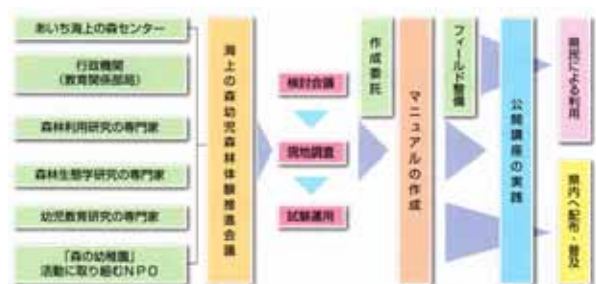 あいち海上の森センター
行政機関
（教育関係部局）
森林利用研究の専門家
森林生態学研究の専門家
幼児教育研究の専門家
「森の幼稚園」
活動に取り組むNPO
海上の森幼児森林体験推進会議
検討会議
現地調査
試験運用
作成委託
マニュアルの作成
フィールド整備
公開講座の実践
県民による利用
県内へ配布・普及